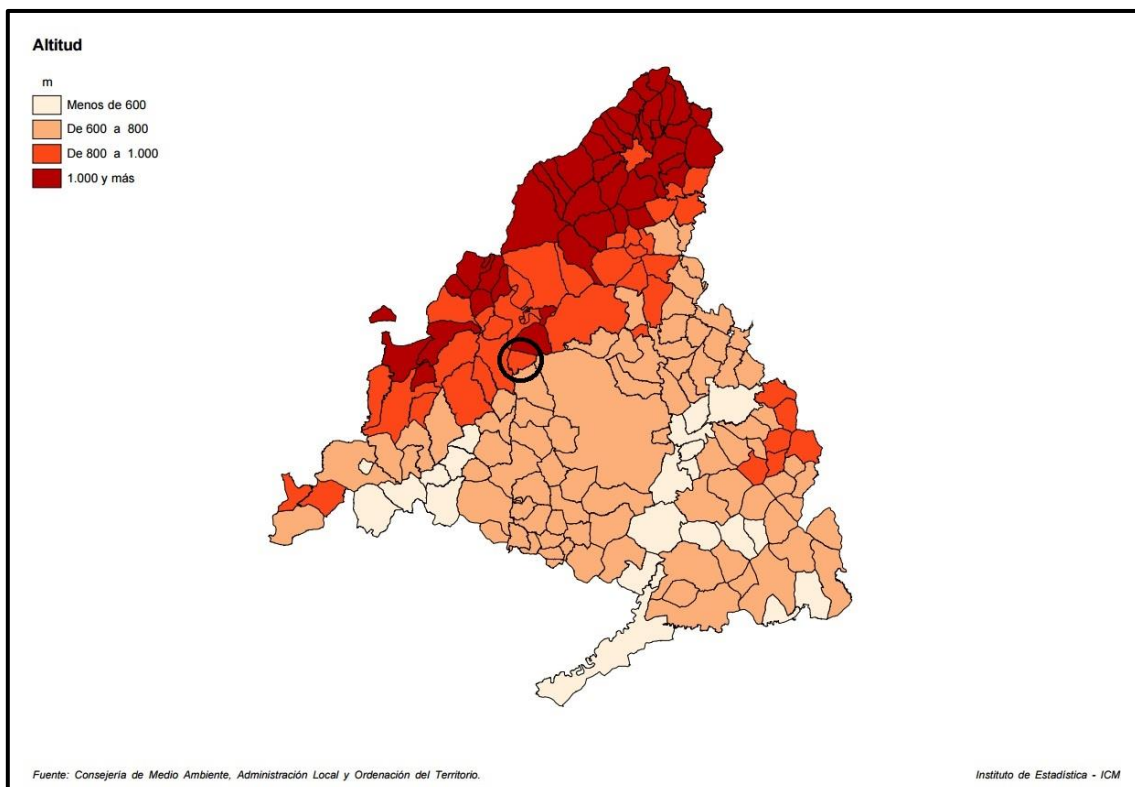 Altitud
m
Menos de 600
De 600 a 800
De 800 a 1.000
1.000 y más
Fuente: Consejería de Medio Ambiente, Administración Local y Ordenación del Territorio.
Instituto de Estadística - ICM